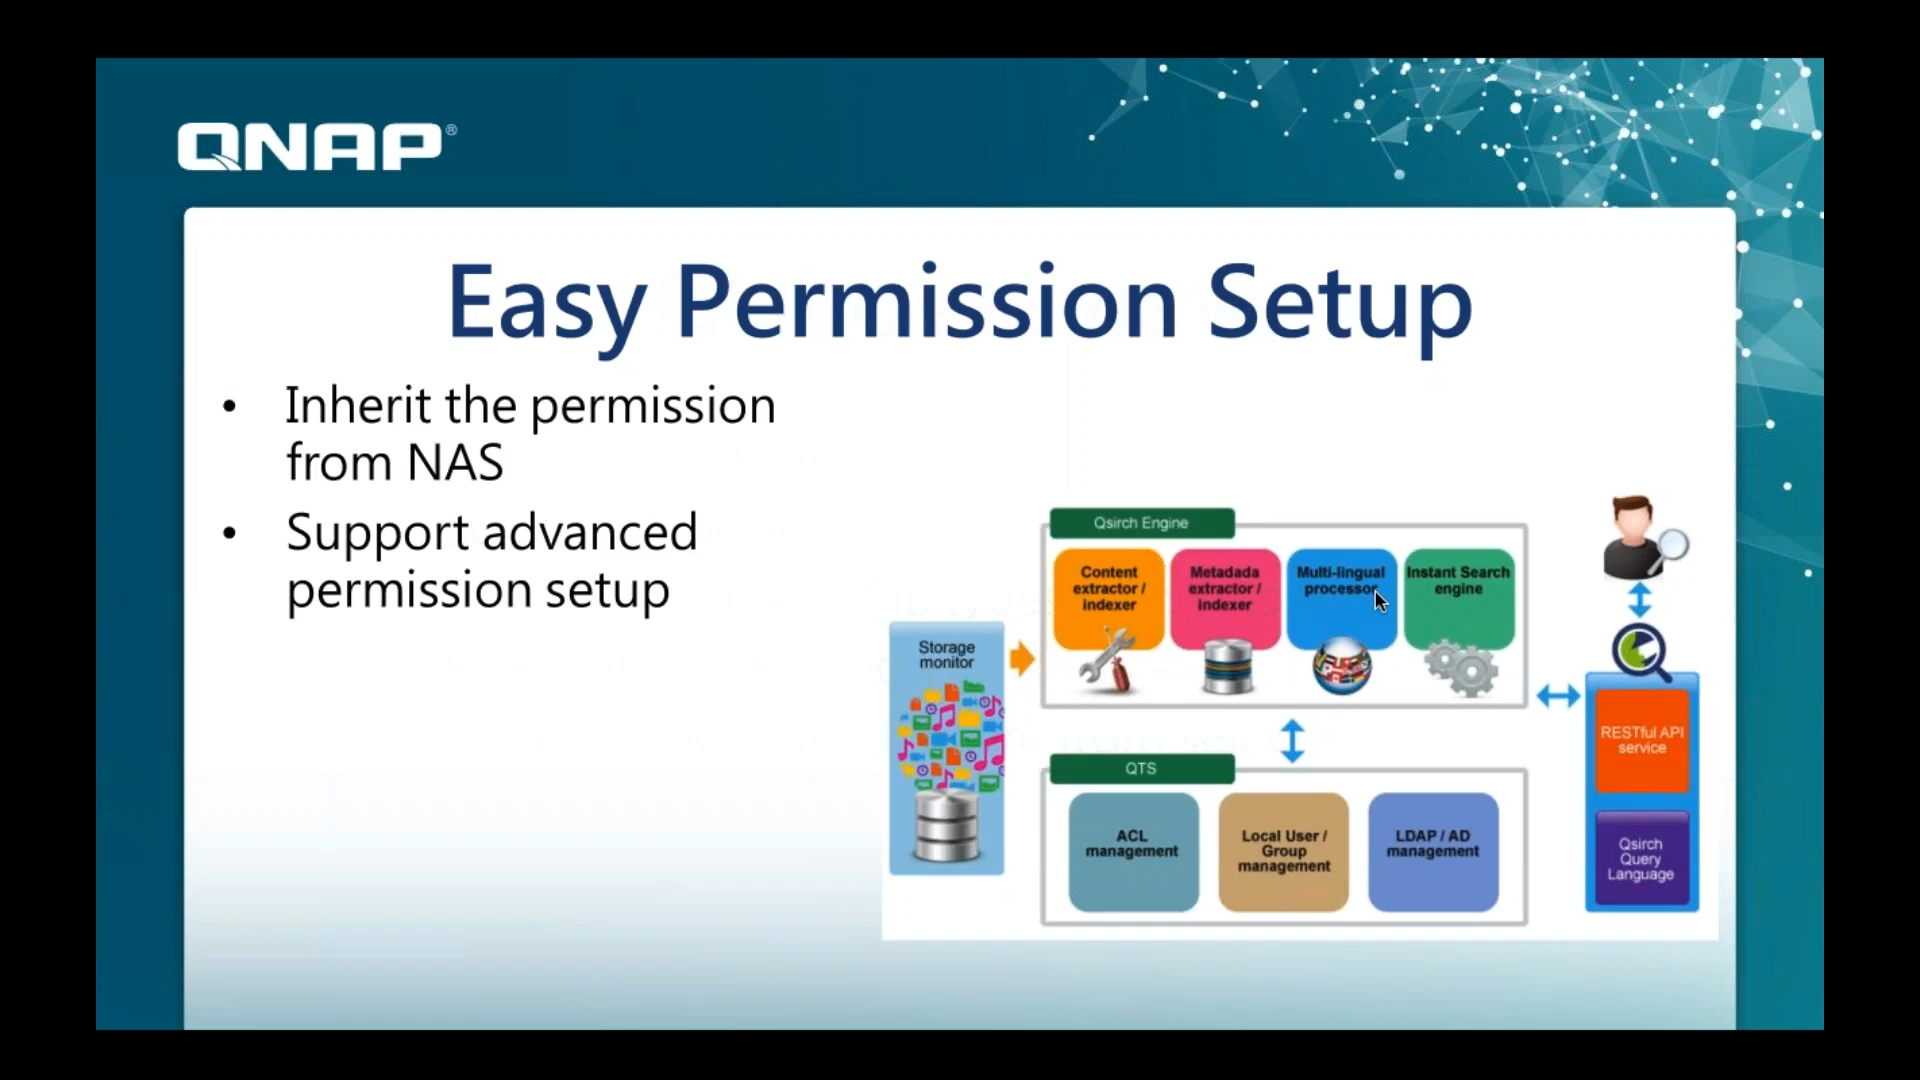 QNAP®
Easy Permission Setup
• Inherit the permission
from NAS
• Support advanced
permission setup
Storage
monitor
Qsirch Engine
Content
extractor /
indexer
Metadada
extractor /
indexer
Multi-lingual
processor
Instant Search
engine
QTS
ACL
management
Local User /
Group
management
LDAP / AD
management
RESTful API
service
Qsirch
Query
Language